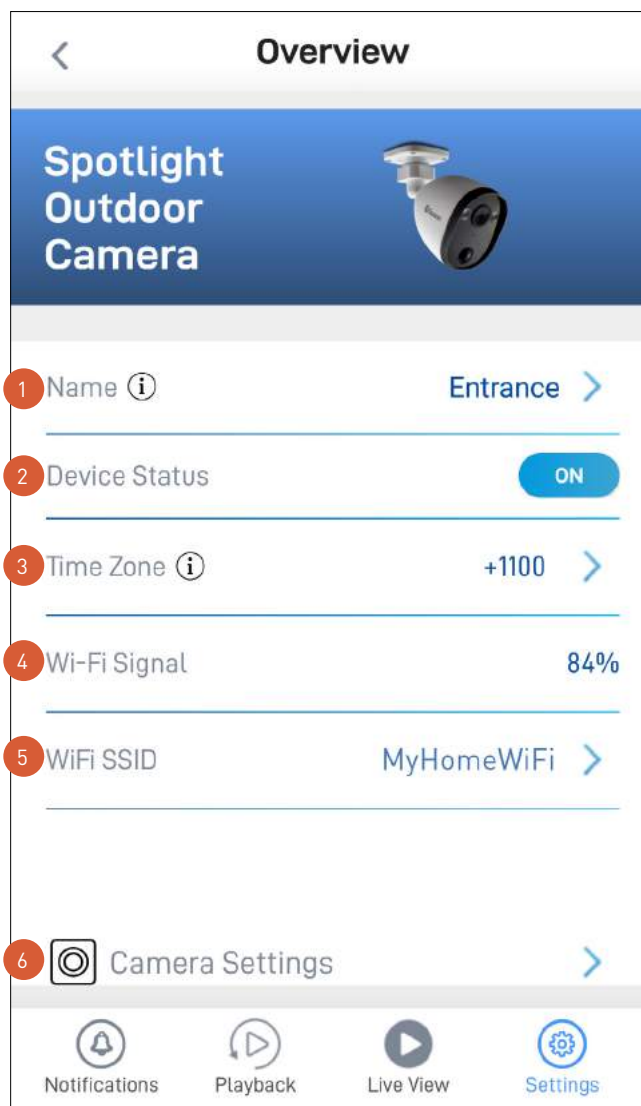 Overview
Spotlight
Outdoor
Camera
1 Name i Entrance
2 Device Status ON
3 Time Zone i +1100
4 Wi-Fi Signal 84%
5 WiFi SSID MyHomeWiFi
6 Camera Settings
Notifications Playback Live View Settings